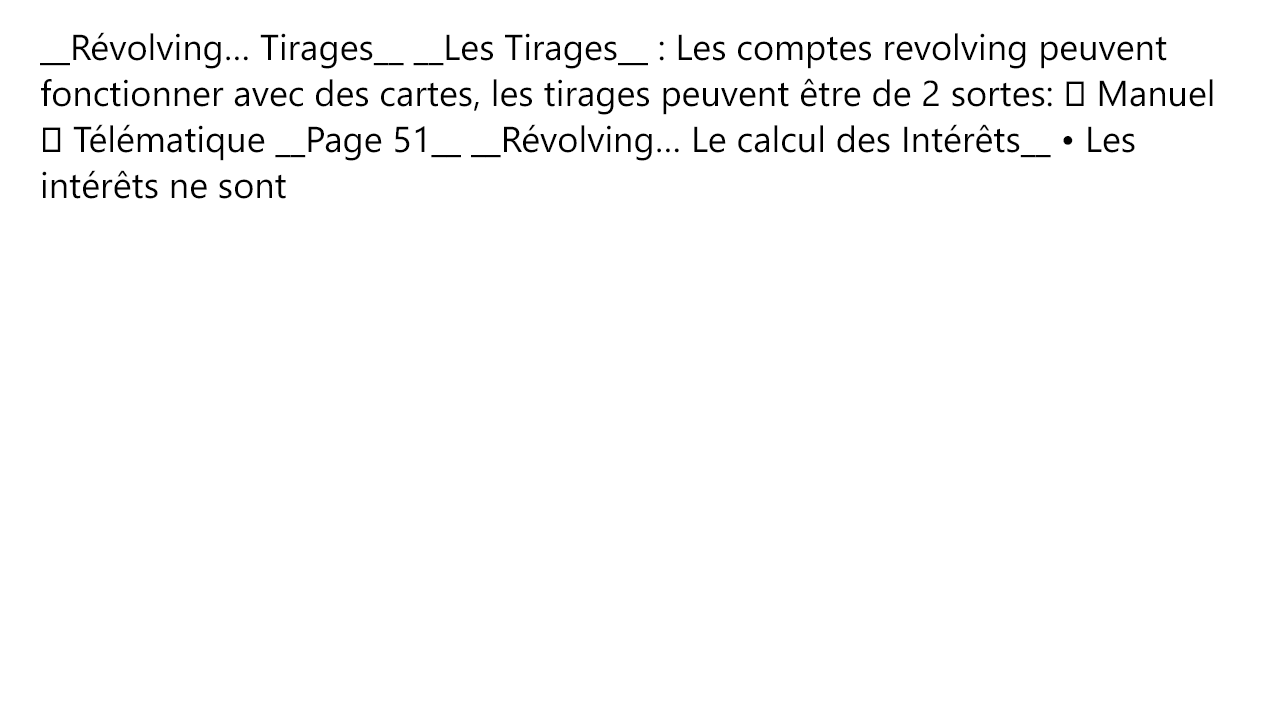 __Révolving... Tirages__ __Les Tirages__ : Les comptes revolving peuvent
fonctionner avec des cartes, les tirages peuvent être de 2 sortes: □ Manuel
□ Télématique __Page 51__ __Révolving... Le calcul des Intérêts__ • Les
intérêts ne sont